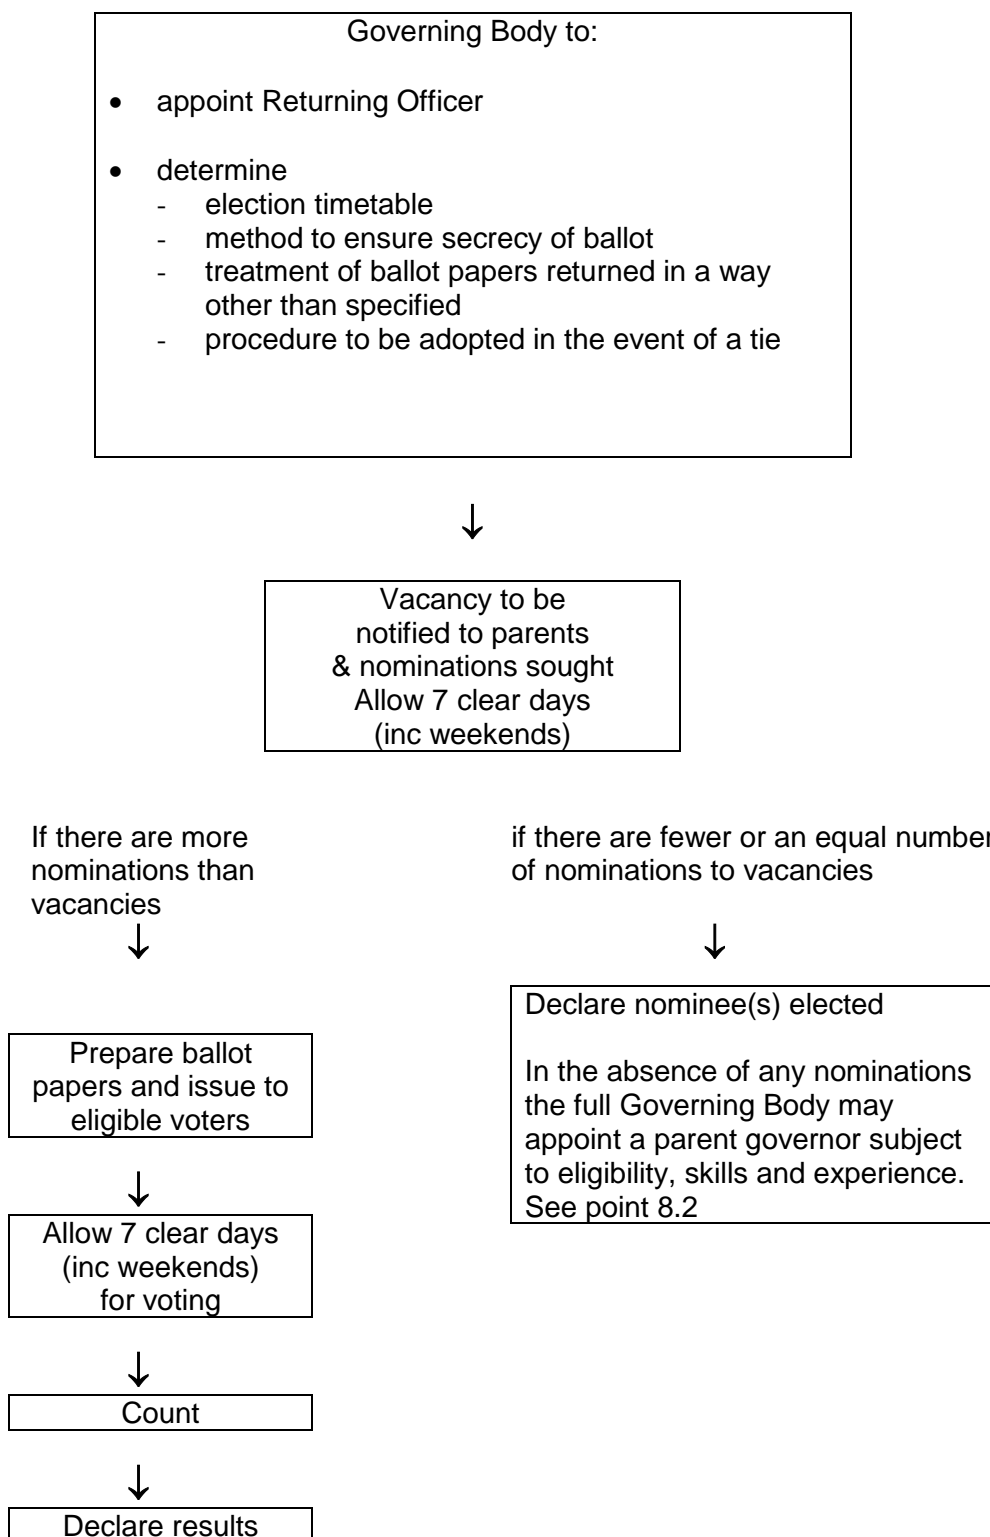 Governing Body to:
• appoint Returning Officer
• determine
- election timetable
- method to ensure secrecy of ballot
- treatment of ballot papers returned in a way
other than specified
- procedure to be adopted in the event of a tie
↓
Vacancy to be
notified to parents
& nominations sought
Allow 7 clear days
(inc weekends)
If there are more
nominations than
vacancies
↓
Prepare ballot
papers and issue to
eligible voters
↓
Allow 7 clear days
(inc weekends)
for voting
↓
Count
↓
Declare results
if there are fewer or an equal number
of nominations to vacancies
↓
Declare nominee(s) elected
In the absence of any nominations
the full Governing Body may
appoint a parent governor subject
to eligibility, skills and experience.
See point 8.2